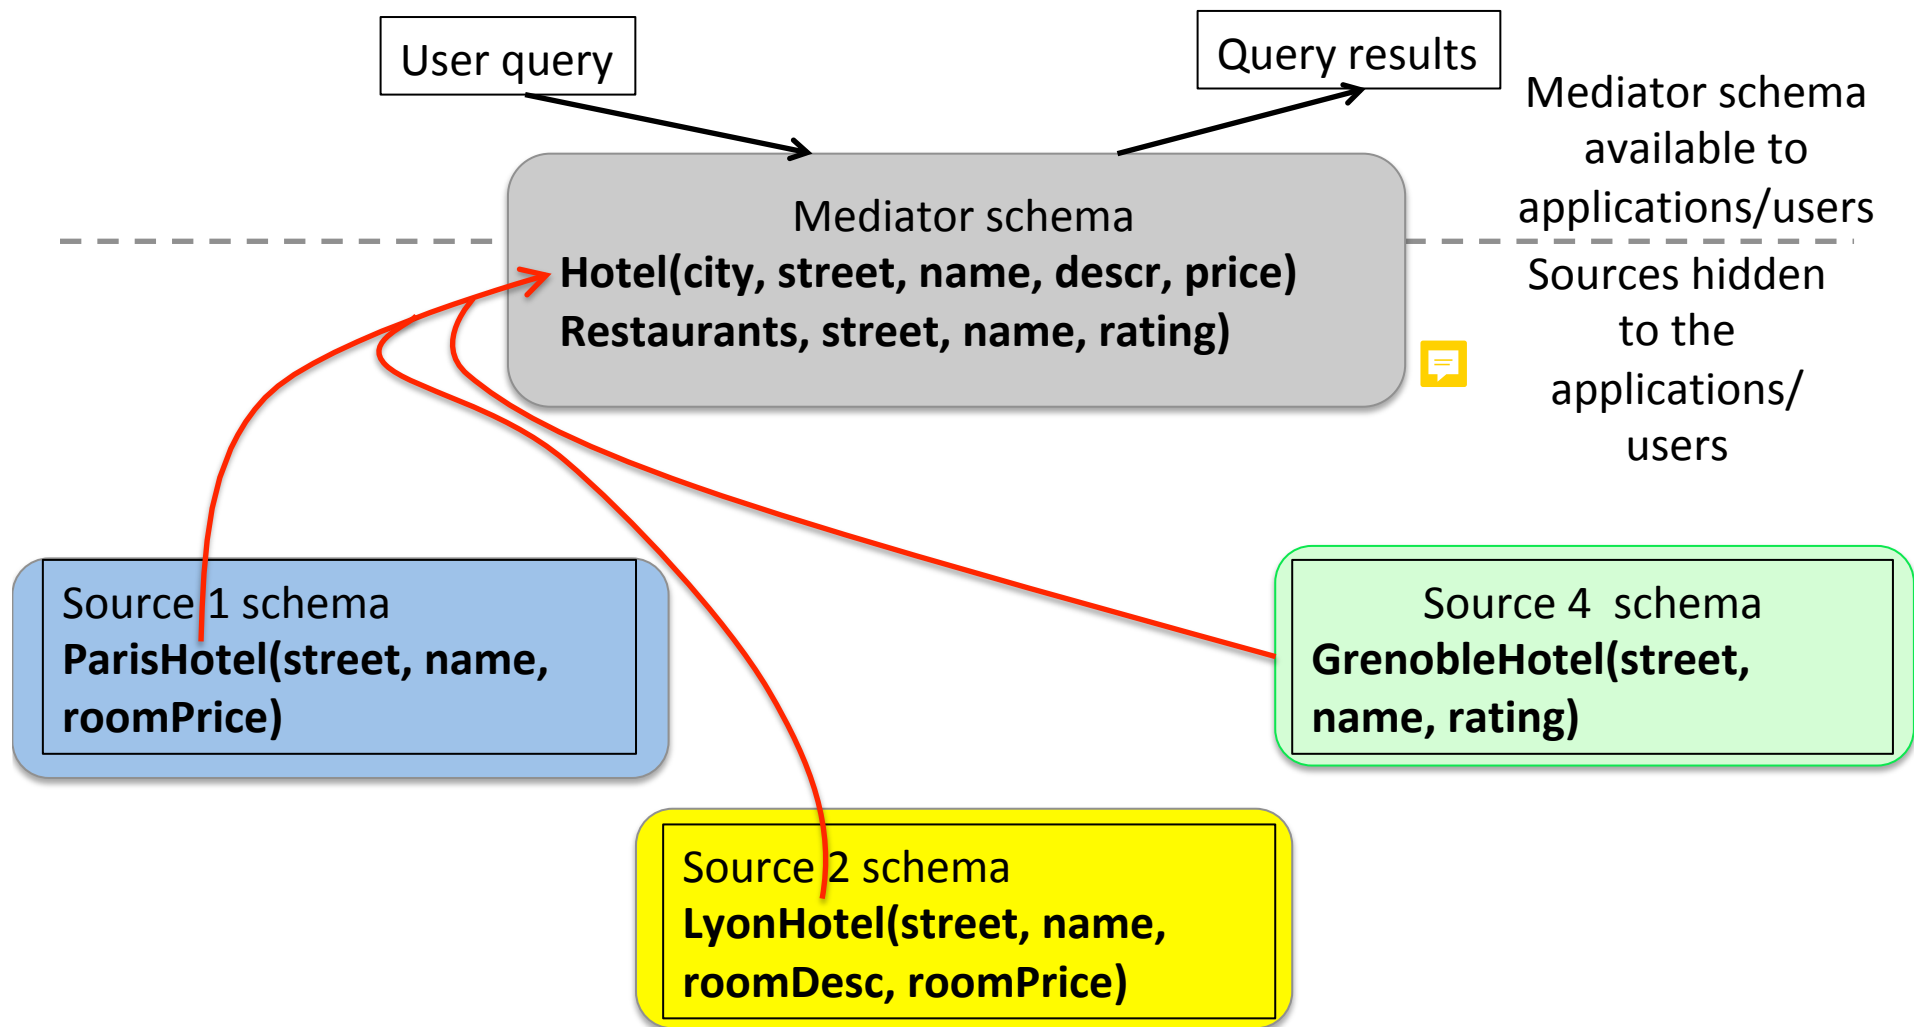 User query
Query results
Mediator schema
available to
applications/users
Mediator schema
Hotel(city, street, name, descr, price)
Restaurants, street, name, rating)
Sources hidden
to the
applications/
users
Source 1 schema
ParisHotel(street, name,
roomPrice)
Source 4 schema
GrenobleHotel(street,
name, rating)
Source 2 schema
LyonHotel(street, name,
roomDesc, roomPrice)